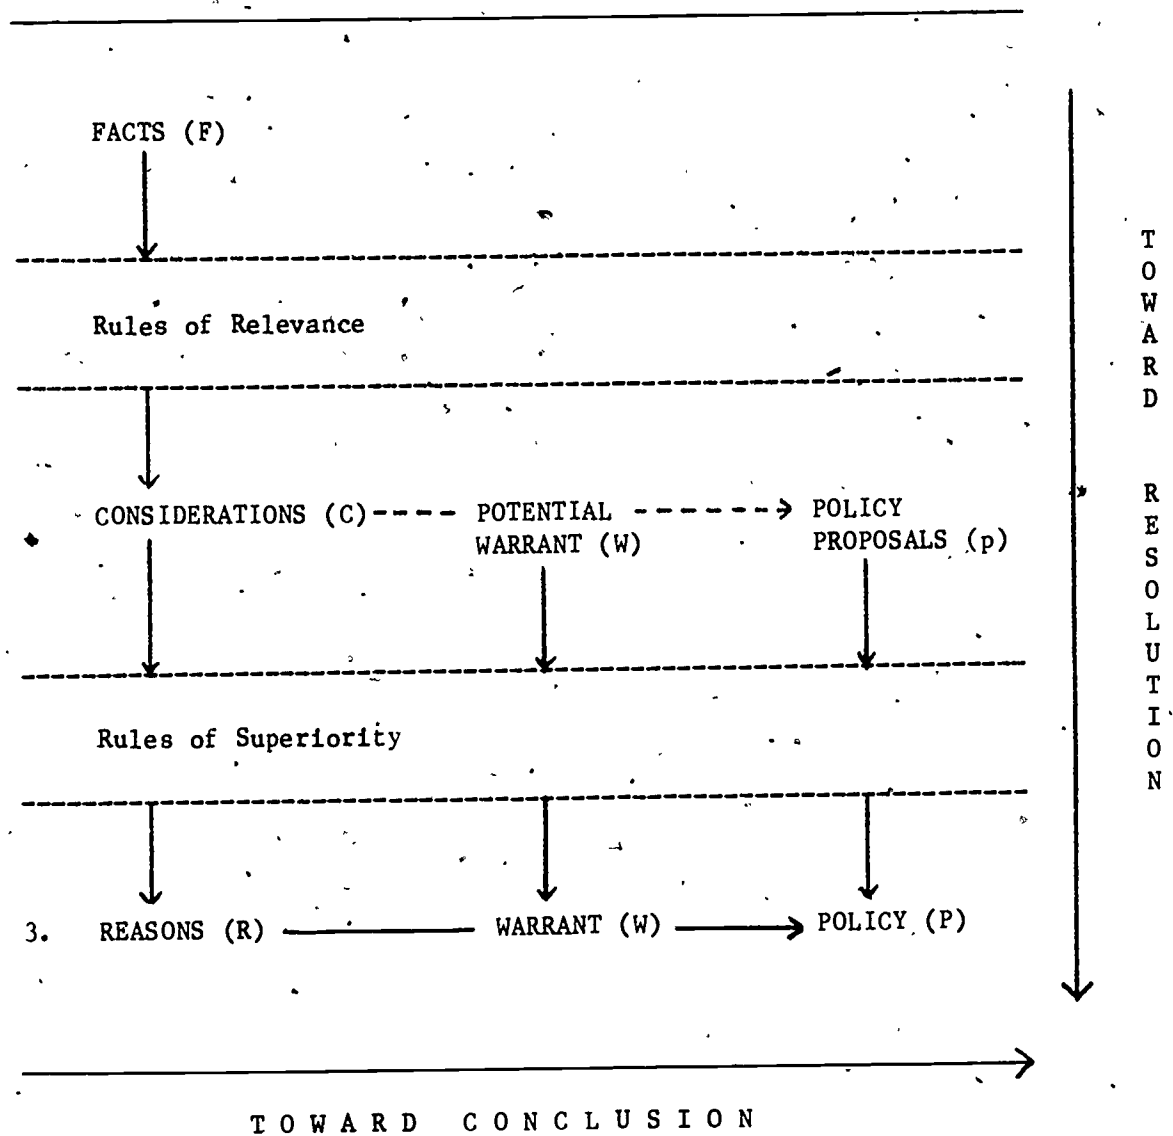 FACTS (F)
Rules of Relevance
CONSIDERATIONS (C) POTENTIAL POLICY
WARRANT (W) PROPOSALS (p)
Rules of Superiority
3. REASONS (R) WARRANT (W) POLICY (P)
TOWARD CONCLUSION
TOWARD RESOLUTION